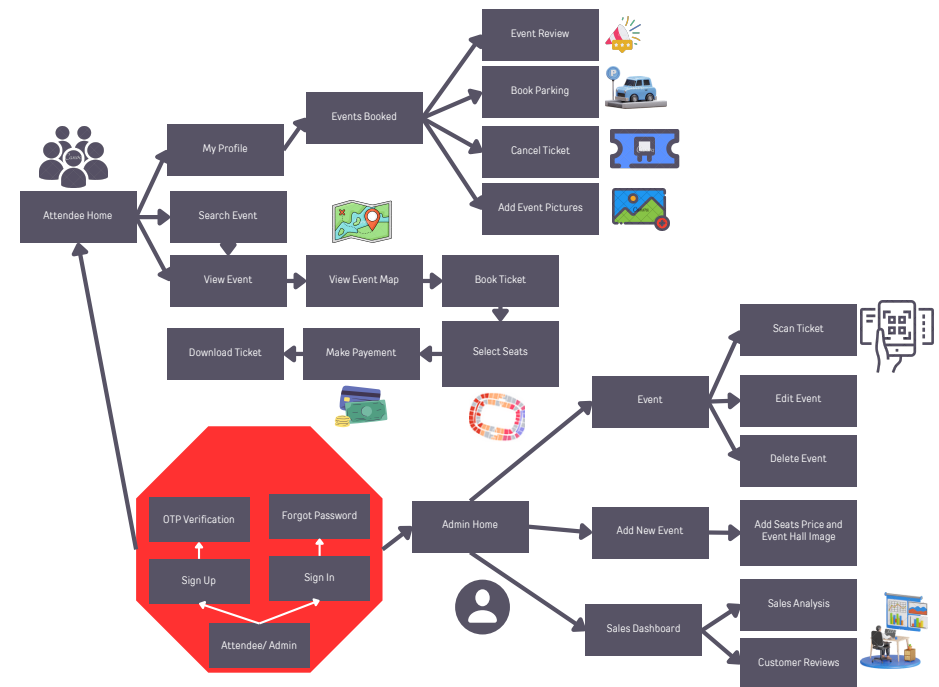 Event Review
Book Parking
P
Events Booked
My Profile
Cancel Ticket
Attendee Home
Search Event
Add Event Pictures
View Event
View Event Map
Book Ticket
Download Ticket
Make Payement
Select Seats
Scan Ticket
Event
Edit Event
Delete Event
OTP Verification
Forgot Password
Admin Home
Add New Event
Add Seats Price and
Event Hall Image
Sign Up
Sign In
Sales Analysis
Attendee/ Admin
Sales Dashboard
Customer Reviews